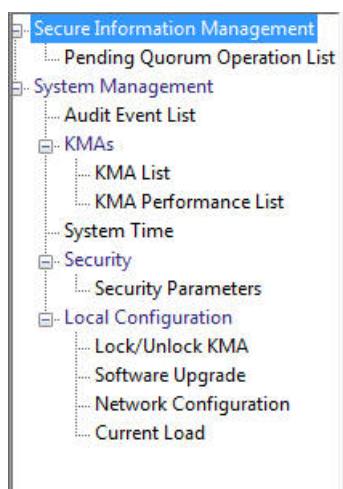 Secure Information Management
Pending Quorum Operation List
System Management
Audit Event List
KMAs
KMA List
KMA Performance List
System Time
Security
Security Parameters
Local Configuration
Lock/Unlock KMA
Software Upgrade
Network Configuration
Current Load